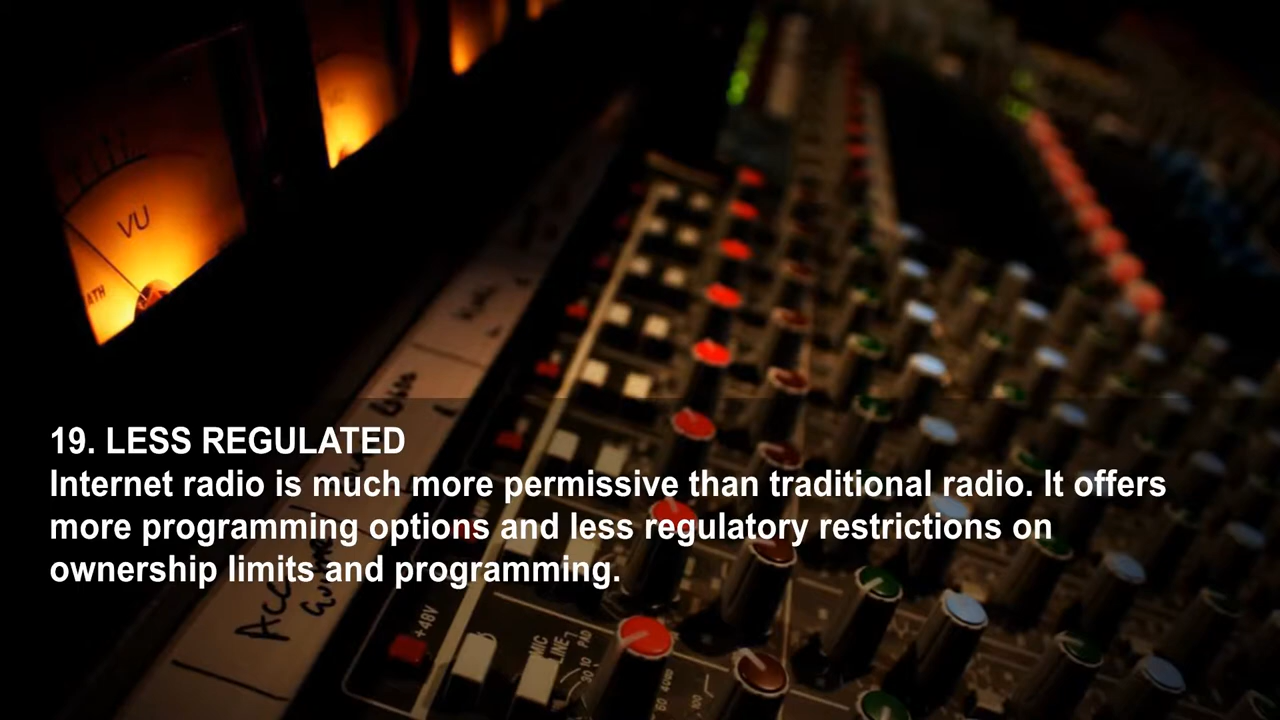 VU
19. LESS REGULATED
Internet radio is much more permissive than traditional radio. It offers
more programming options and less regulatory restrictions on
ownership limits and programming.
+48V
MIC
LINE
PAD